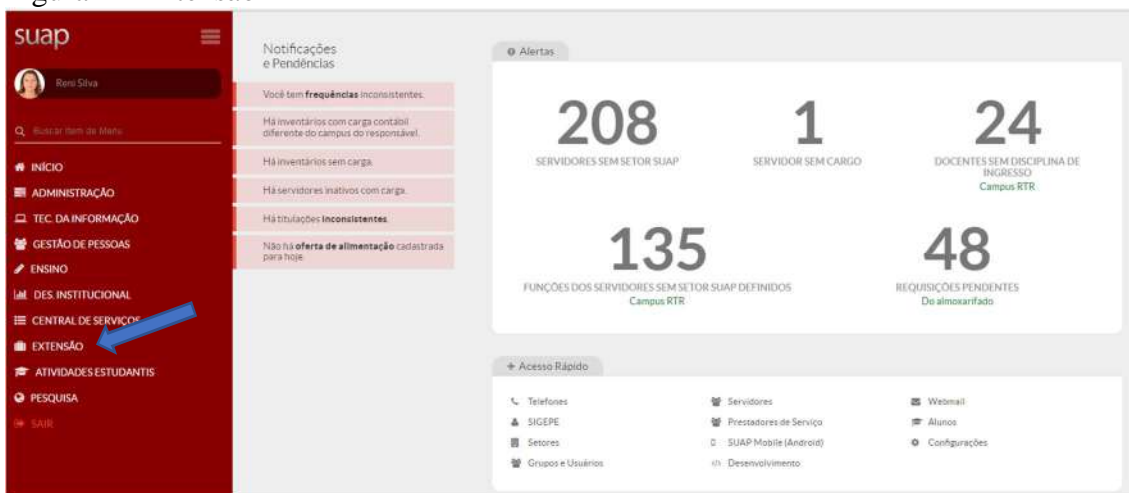 suap
Reni Silva
Buscar Item de Menu
INÍCIO
ADMINISTRAÇÃO
TEC. DA INFORMAÇÃO
GESTÃO DE PESSOAS
ENSINO
DES. INSTITUCIONAL
CENTRAL DE SERVIÇOS
EXTENSÃO
ATIVIDADES ESTUDANTIS
PESQUISA
SAIR
Notificações
e Pendências
Você tem frequências inconsistentes.
Há inventários com carga contábil
diferente do campus do responsável.
Há inventários sem carga.
Há servidores inativos com carga.
Há titulações inconsistentes.
Não há oferta de alimentação cadastrada
para hoje.
Alertas
208
SERVIDORES SEM SETOR SUAP
1
SERVIDOR SEM CARGO
24
DOCENTES SEM DISCIPLINA DE
INGRESSO
Campus RTR
135
FUNÇÕES DOS SERVIDORES SEM SETOR SUAP DEFINIDOS
Campus RTR
48
REQUISIÇÕES PENDENTES
Do almoxarifado
Acesso Rápido
Telefones
SIGEPE
Setores
Grupos e Usuários
Servidores
Prestadores de Serviço
SUAP Mobile (Android)
Desenvolvimento
Webmail
Alunos
Configurações